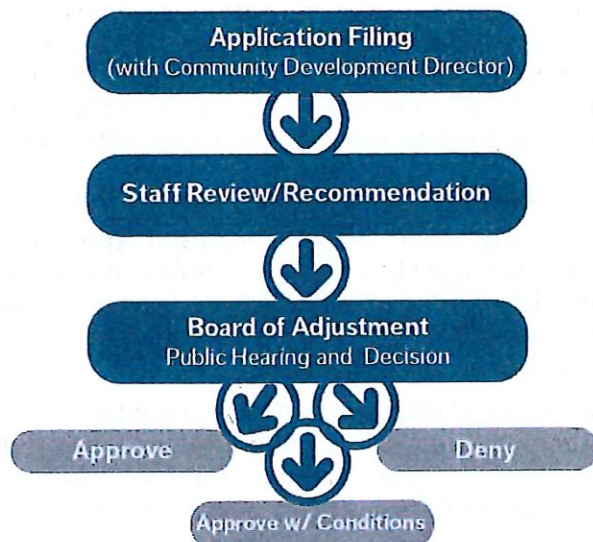 Application Filing
(with Community Development Director)
Staff Review/Recommendation
Board of Adjustment
Public Hearing and Decision
Approve
Deny
Approve w/ Conditions